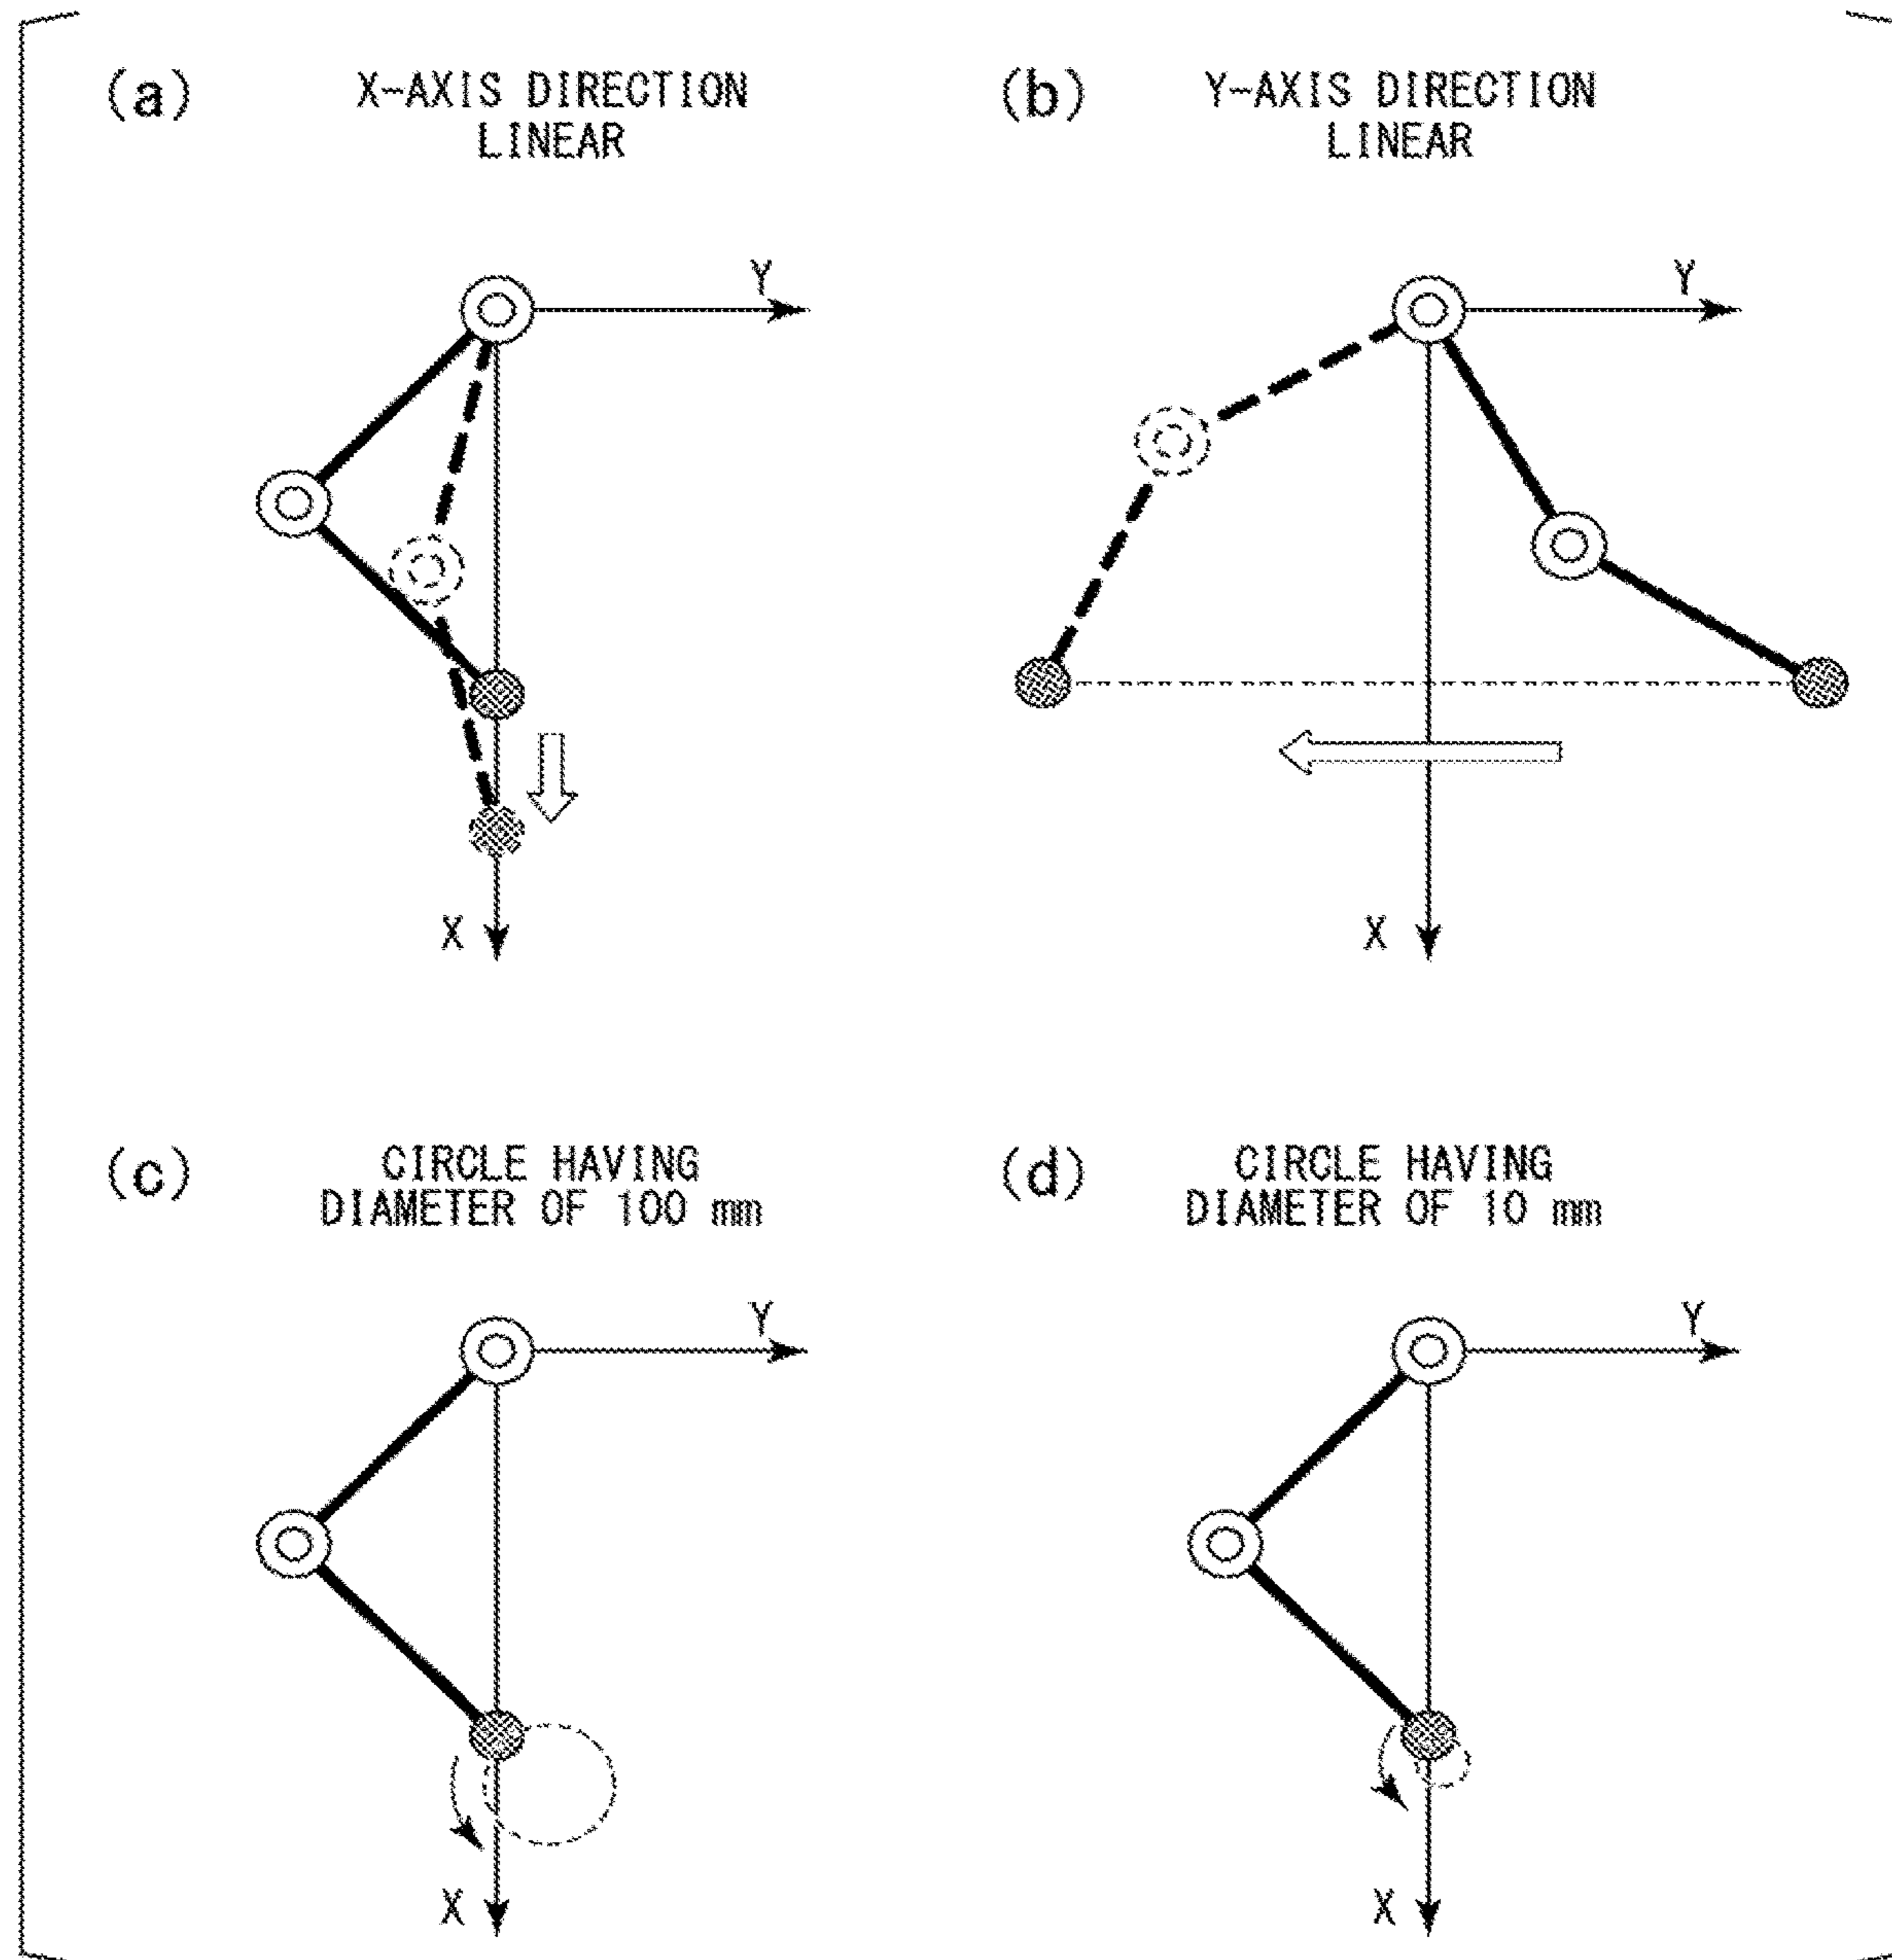 (a)
X-AXIS DIRECTION
LINEAR
Y
X
(b)
Y-AXIS DIRECTION
LINEAR
Y
X
(c)
CIRCLE HAVING
DIAMETER OF 100 mm
Y
X
(d)
CIRCLE HAVING
DIAMETER OF 10 mm
Y
X